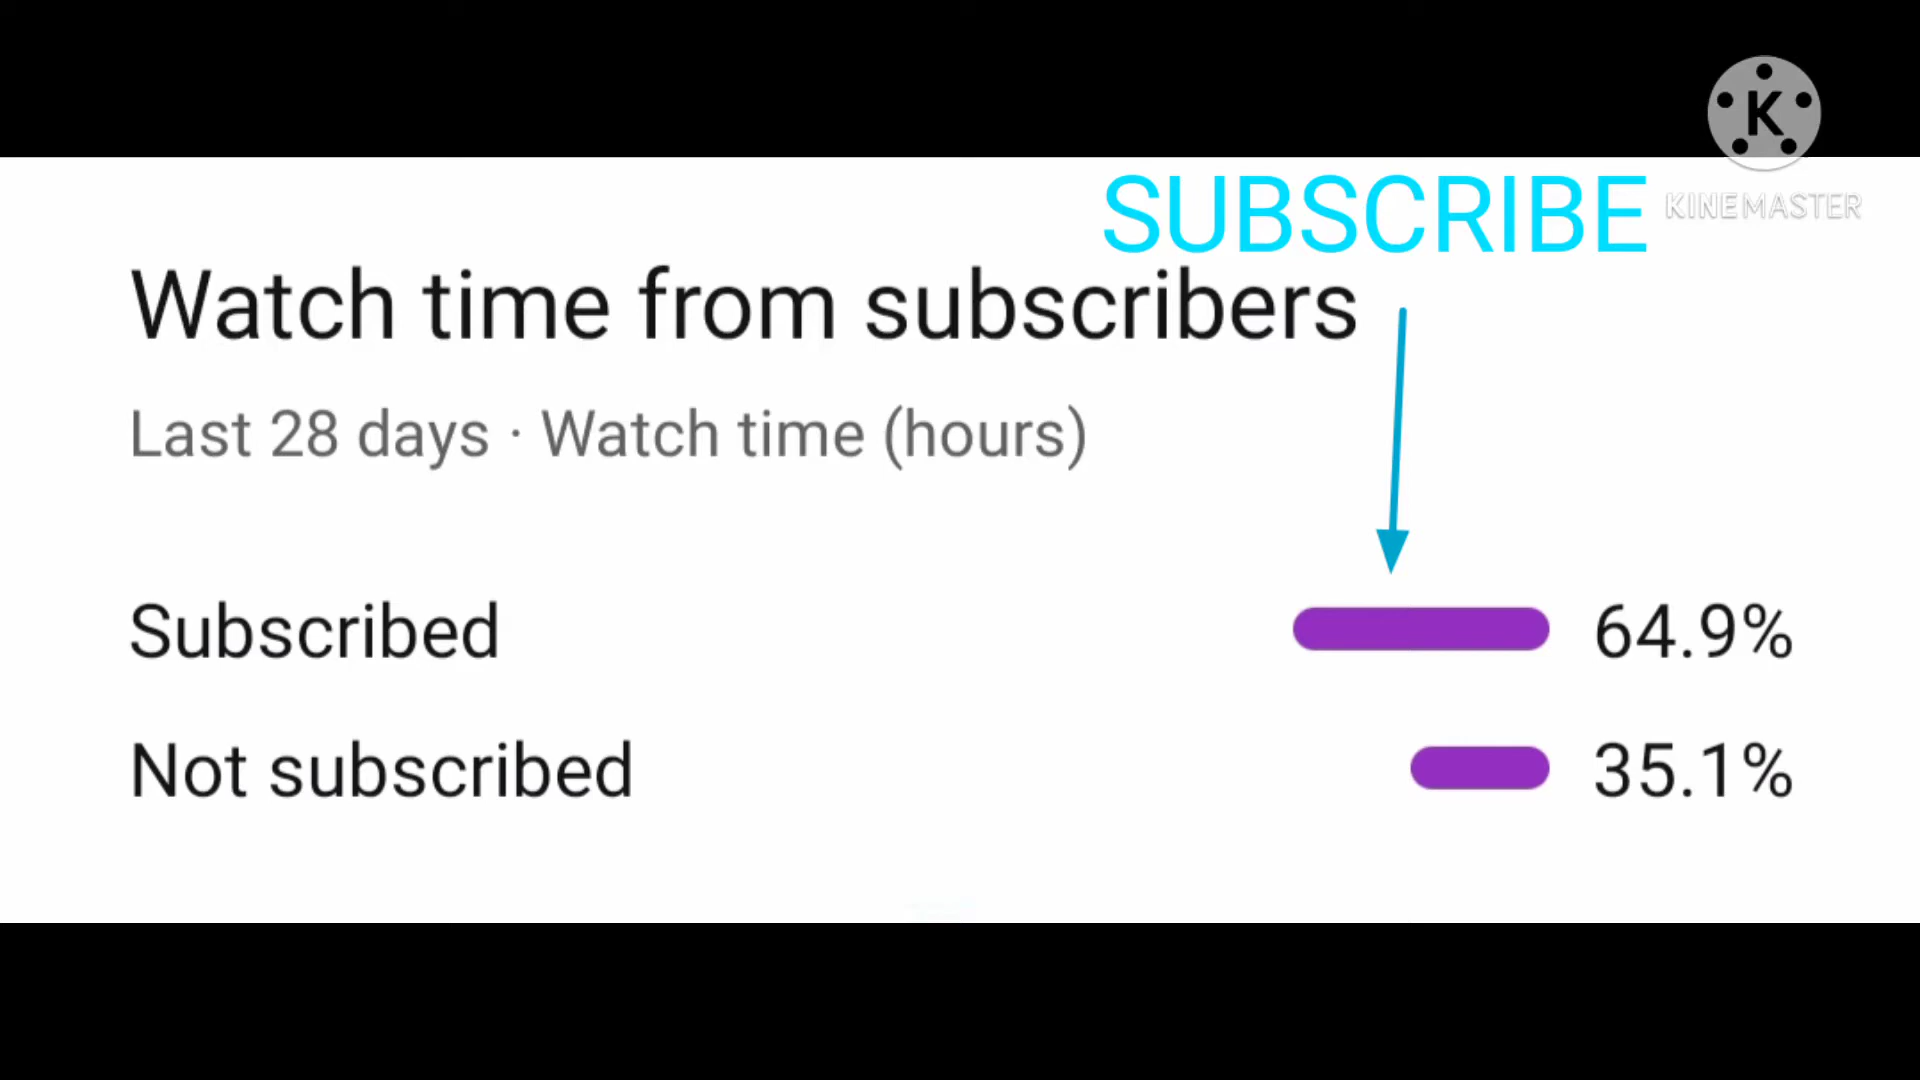 K
KINEMASTER
SUBSCRIBE
Watch time from subscribers
Last 28 days · Watch time (hours)
Subscribed 64.9%
Not subscribed 35.1%